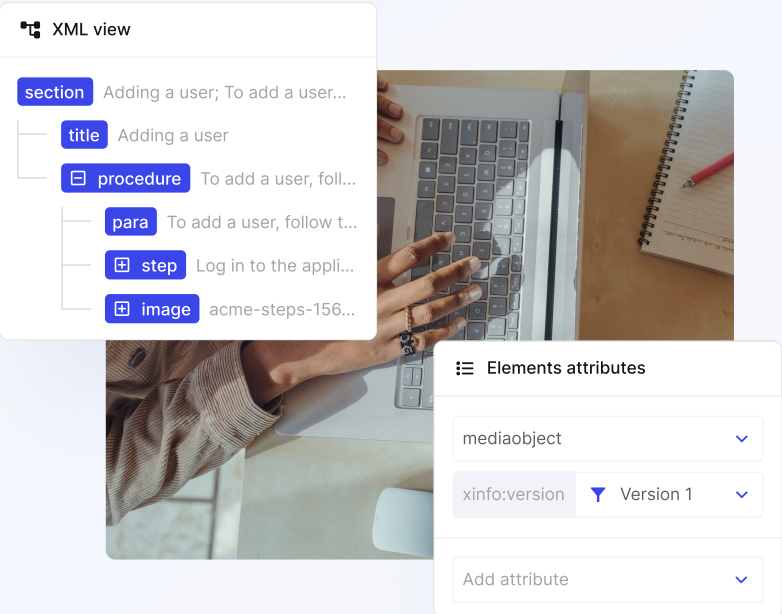 XML view
section Adding a user; To add a user...
title Adding a user
procedure To add a user, foll...
para To add a user, follow t...
step Log in to the appli...
image acme-steps-156...
Elements attributes
mediaobject
xinfo:version Version 1
Add attribute